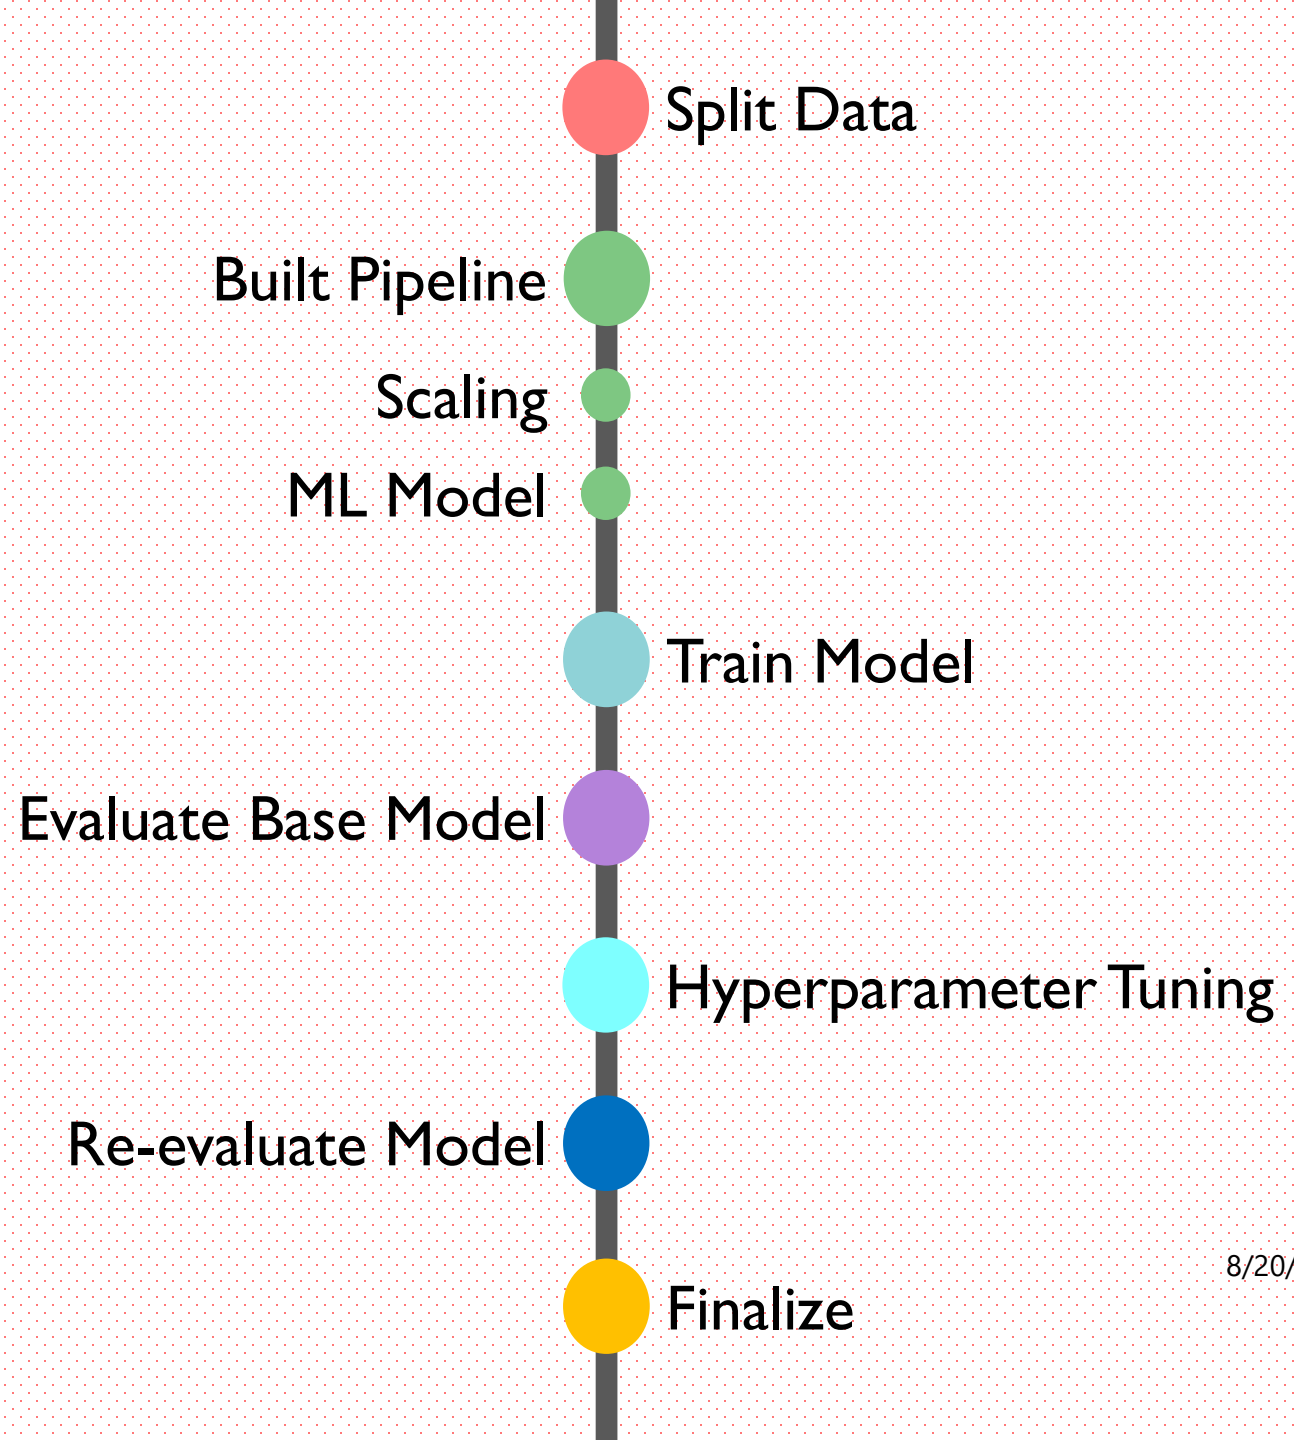 Split Data
Built Pipeline
Scaling
ML Model
Train Model
Evaluate Base Model
Hyperparameter Tuning
Re-evaluate Model
8/20/
Finalize